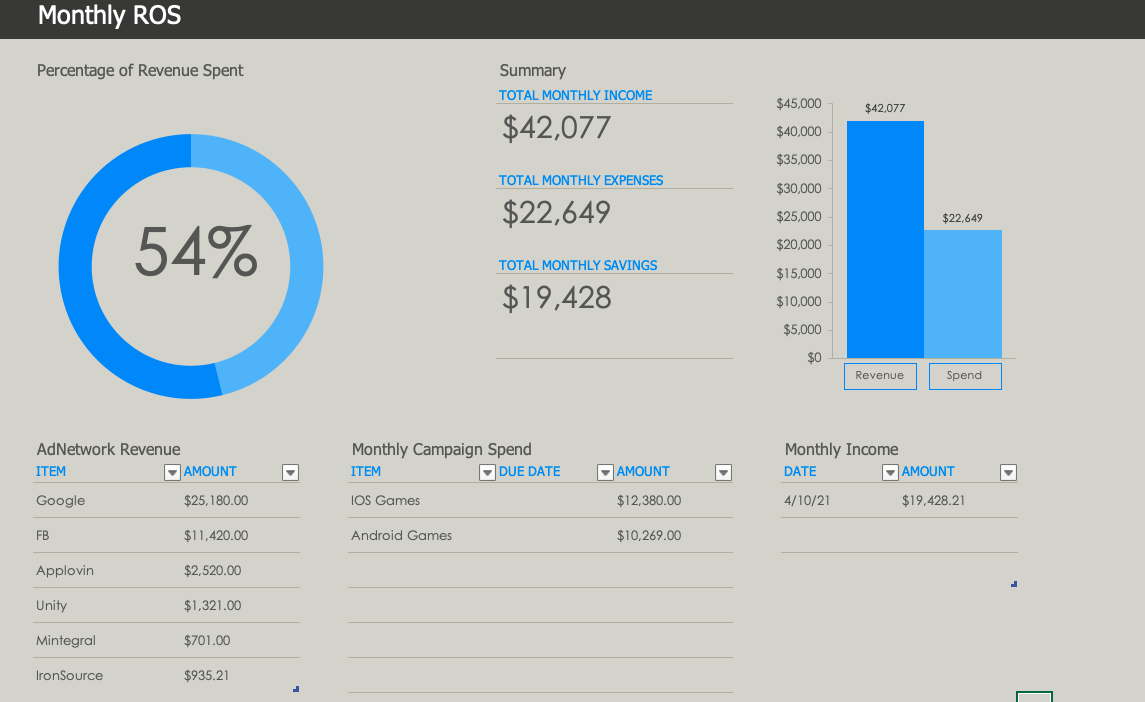 Monthly ROS
Percentage of Revenue Spent
54%
Summary
TOTAL MONTHLY INCOME
$42,077
TOTAL MONTHLY EXPENSES
$22,649
TOTAL MONTHLY SAVINGS
$19,428
$45,000
$40,000
$35,000
$30,000
$25,000
$20,000
$15,000
$10,000
$5,000
$0
$42,077
$22,649
Revenue Spend
AdNetwork Revenue
ITEM AMOUNT
Google $25,180.00
FB $11,420.00
Applovin $2,520.00
Unity $1,321.00
Mintegral $701.00
IronSource $935.21
Monthly Campaign Spend
ITEM DUE DATE AMOUNT
IOS Games $12,380.00
Android Games $10,269.00
Monthly Income
DATE AMOUNT
4/10/21 $19,428.21